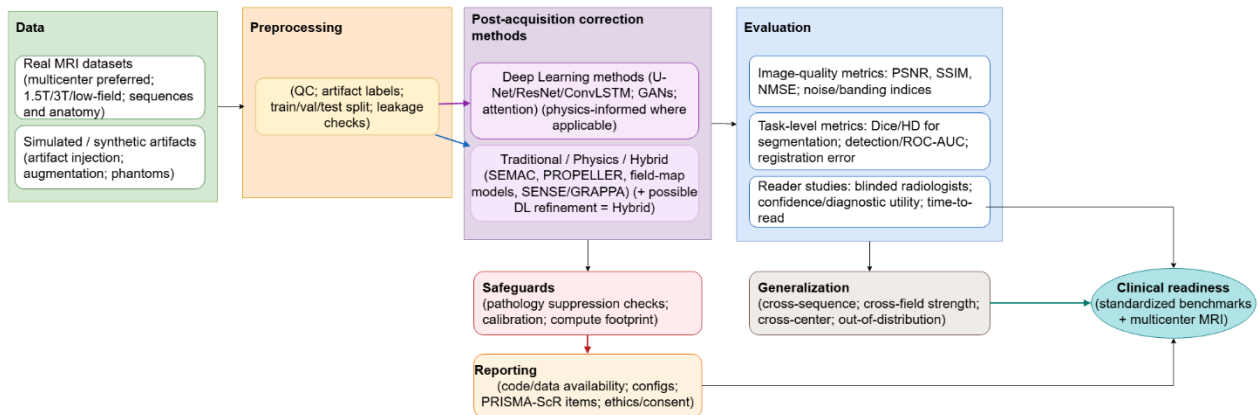 Data
Real MRI datasets
(multicenter preferred;
1.5T/3T/low-field; sequences
and anatomy)
Simulated / synthetic artifacts
(artifact injection;
augmentation; phantoms)
Preprocessing
(QC; artifact labels;
train/val/test split; leakage
checks)
Post-acquisition correction
methods
Deep Learning methods (U-
Net/ResNet/ConvLSTM; GANs;
attention) (physics-informed where
applicable)
Traditional / Physics / Hybrid
(SEMAC, PROPELLER, field-map
models, SENSE/GRAPPA) (+ possible
DL refinement = Hybrid)
Evaluation
Image-quality metrics: PSNR, SSIM,
NMSE; noise/banding indices
Task-level metrics: Dice/HD for
segmentation; detection/ROC-AUC;
registration error
Reader studies: blinded radiologists;
confidence/diagnostic utility; time-to-
read
Safeguards
(pathology suppression checks;
calibration; compute footprint)
Generalization
(cross-sequence; cross-field strength;
cross-center; out-of-distribution)
Clinical readiness
(standardized benchmarks
+ multicenter MRI)
Reporting
(code/data availability; configs;
PRISMA-ScR items; ethics/consent)